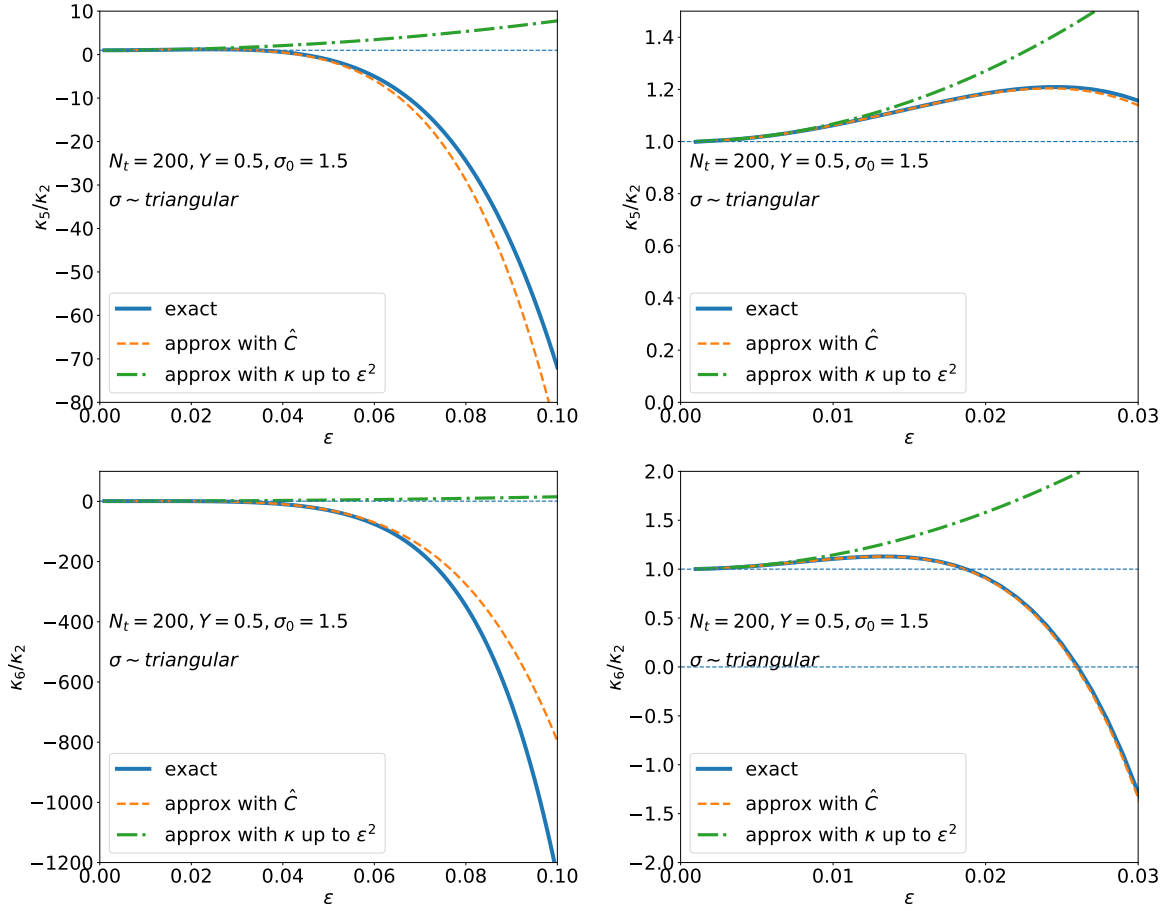 10
0
−10
−20
−30
−40
−50
−60
−70
−80
κ5/κ2
N_t = 200, Y = 0.5, σ_0 = 1.5
σ ~ triangular
exact
approx with Ĉ
approx with κ up to ε²
0.00 0.02 0.04 0.06 0.08 0.10
ε
1.4
1.2
1.0
0.8
0.6
0.4
0.2
0.0
κ5/κ2
N_t = 200, Y = 0.5, σ_0 = 1.5
σ ~ triangular
exact
approx with Ĉ
approx with κ up to ε²
0.00 0.01 0.02 0.03
ε
0
−200
−400
−600
−800
−1000
−1200
κ6/κ2
N_t = 200, Y = 0.5, σ_0 = 1.5
σ ~ triangular
exact
approx with Ĉ
approx with κ up to ε²
0.00 0.02 0.04 0.06 0.08 0.10
ε
2.0
1.5
1.0
0.5
0.0
−0.5
−1.0
−1.5
−2.0
κ6/κ2
N_t = 200, Y = 0.5, σ_0 = 1.5
σ ~ triangular
exact
approx with Ĉ
approx with κ up to ε²
0.00 0.01 0.02 0.03
ε